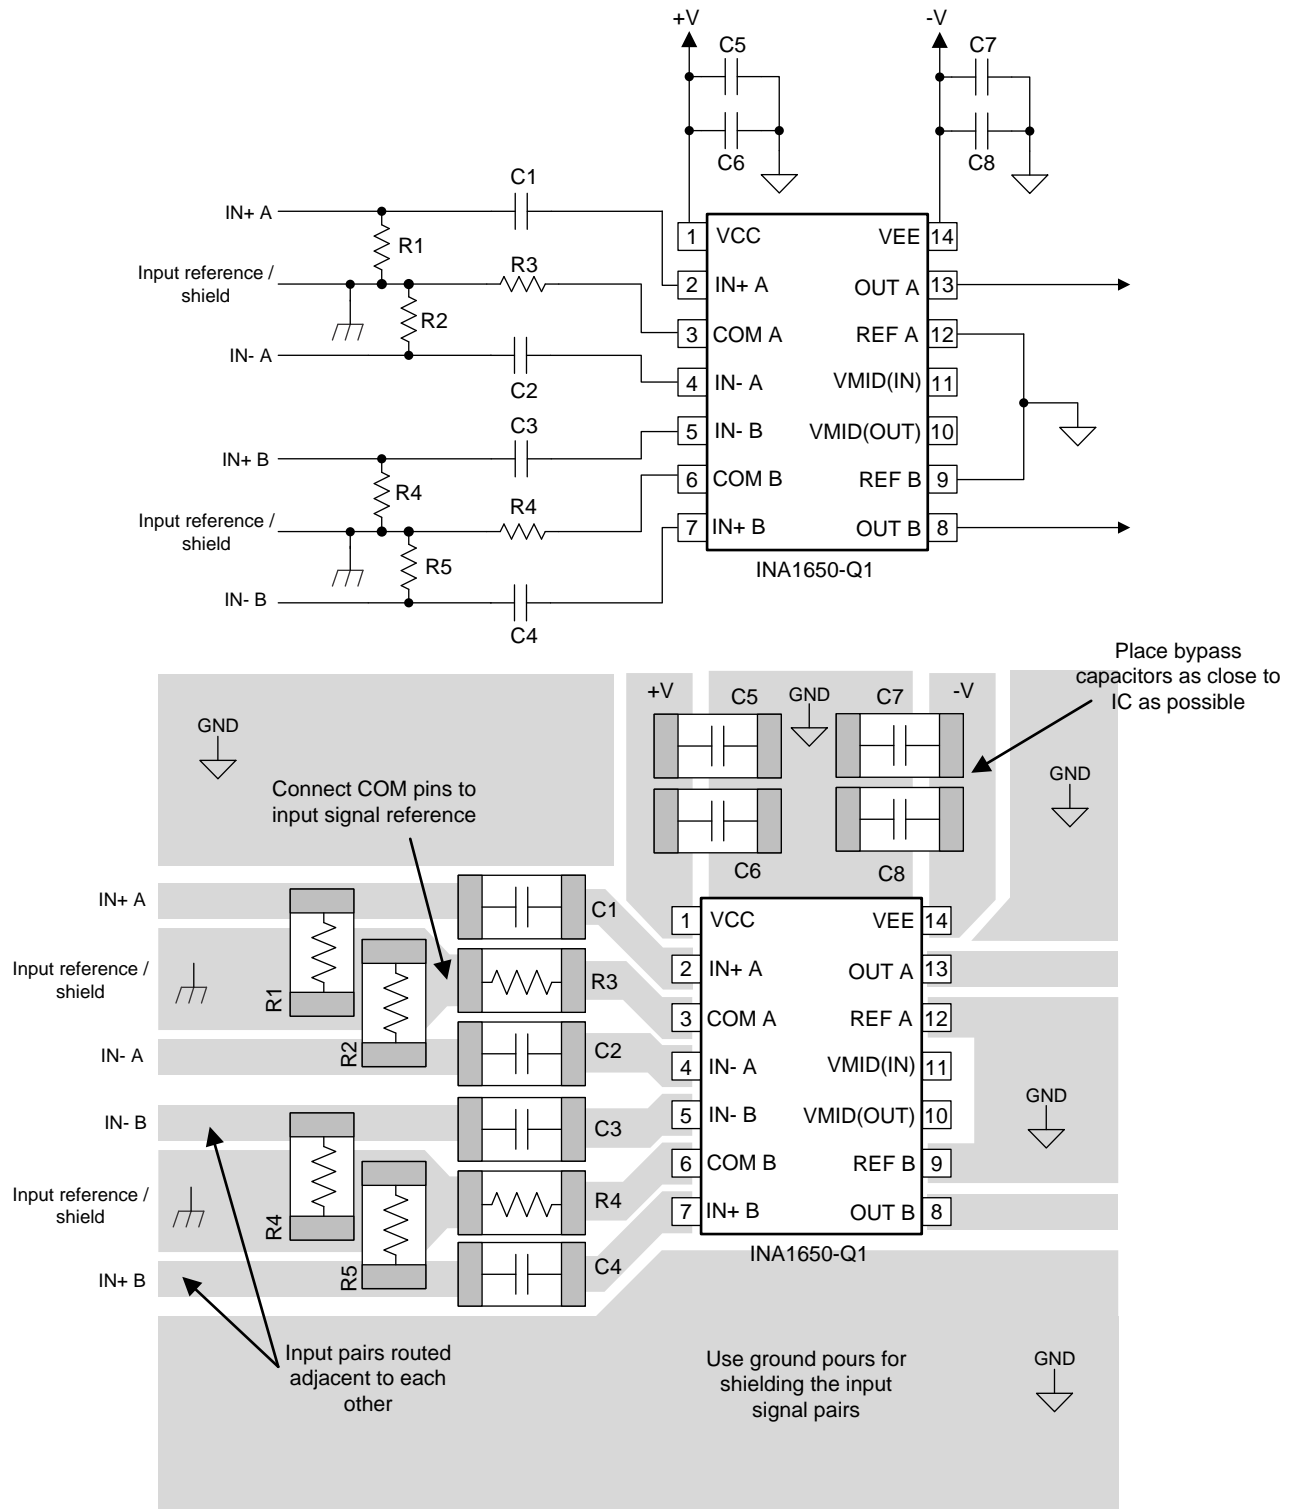 +V
-V
C5
C7
C6
C8
C1
IN+ A
R1
R3
Input reference /
shield
R2
IN- A
C2
C3
IN+ B
R4
R4
Input reference /
shield
R5
IN- B
C4
1 VCC
VEE 14
2 IN+ A
OUT A 13
3 COM A
REF A 12
4 IN- A
VMID(IN) 11
5 IN- B
VMID(OUT) 10
6 COM B
REF B 9
7 IN+ B
OUT B 8
INA1650-Q1
Place bypass
capacitors as close to
IC as possible
+V
C5
GND
C7
-V
GND
Connect COM pins to
input signal reference
GND
C6
C8
IN+ A
C1
Input reference /
shield
R1
R3
R2
IN- A
C2
IN- B
C3
Input reference /
shield
R4
R4
R5
IN+ B
C4
1 VCC
VEE 14
2 IN+ A
OUT A 13
3 COM A
REF A 12
4 IN- A
VMID(IN) 11
5 IN- B
VMID(OUT) 10
6 COM B
REF B 9
7 IN+ B
OUT B 8
INA1650-Q1
GND
Input pairs routed
adjacent to each
other
Use ground pours for
shielding the input
signal pairs
GND